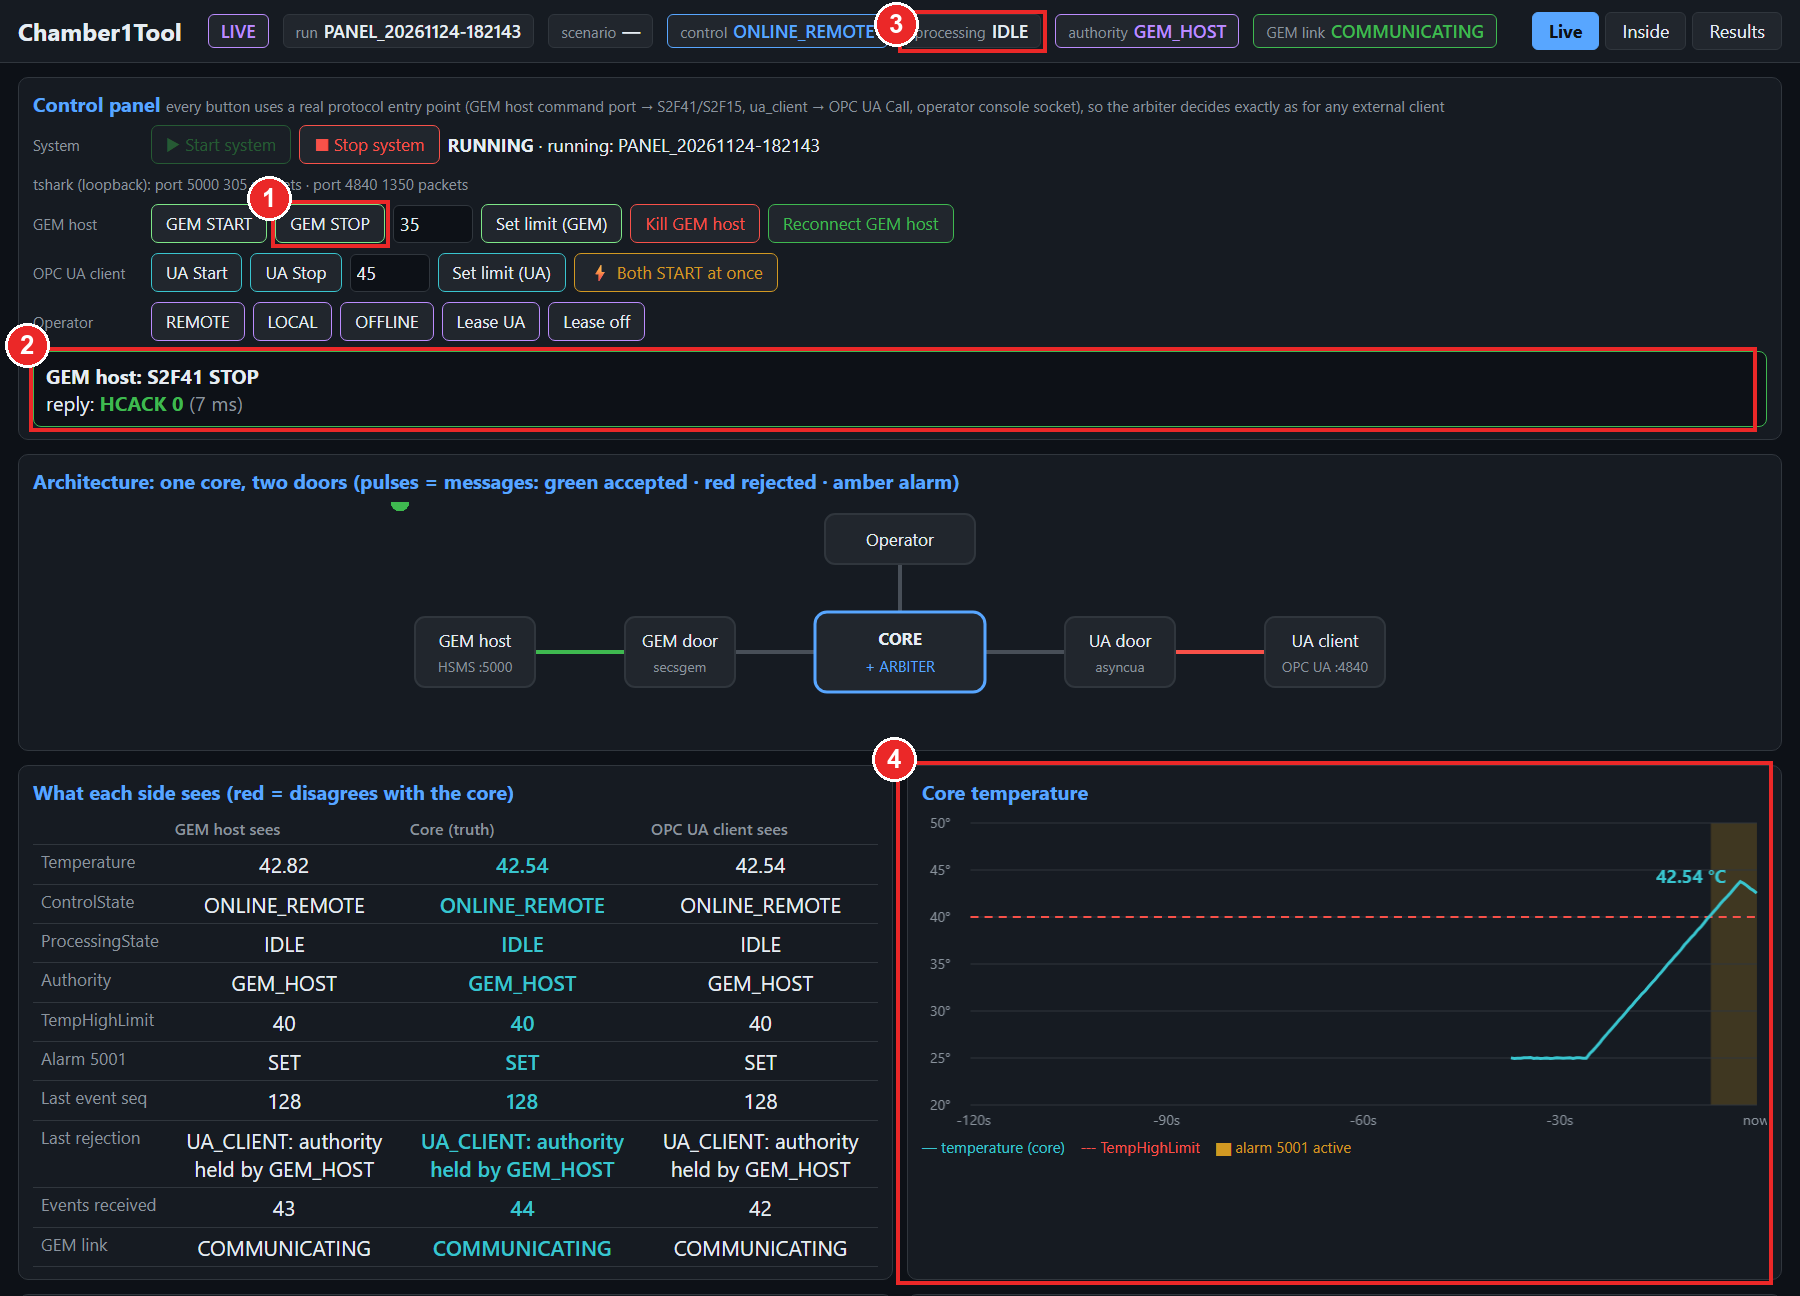 Chamber1Tool LIVE run PANEL_20261124-182143 scenario — control ONLINE_REMOTE 3 processing IDLE authority GEM_HOST GEM link COMMUNICATING Live Inside Results
Control panel every button uses a real protocol entry point (GEM host command port → S2F41/S2F15, ua_client → OPC UA Call, operator console socket), so the arbiter decides exactly as for any external client
System ▶ Start system ■ Stop system RUNNING · running: PANEL_20261124-182143
tshark (loopback): port 5000 305 ts · port 4840 1350 packets
1
GEM host GEM START GEM STOP 35 Set limit (GEM) Kill GEM host Reconnect GEM host
OPC UA client UA Start UA Stop 45 Set limit (UA) ⚡ Both START at once
Operator REMOTE LOCAL OFFLINE Lease UA Lease off
2
GEM host: S2F41 STOP
reply: HCACK 0 (7 ms)
Architecture: one core, two doors (pulses = messages: green accepted · red rejected · amber alarm)
Operator
GEM host GEM door CORE UA door UA client
HSMS :5000 secsgem + ARBITER asyncua OPC UA :4840
4
What each side sees (red = disagrees with the core)
GEM host sees Core (truth) OPC UA client sees
Temperature 42.82 42.54 42.54
ControlState ONLINE_REMOTE ONLINE_REMOTE ONLINE_REMOTE
ProcessingState IDLE IDLE IDLE
Authority GEM_HOST GEM_HOST GEM_HOST
TempHighLimit 40 40 40
Alarm 5001 SET SET SET
Last event seq 128 128 128
Last rejection UA_CLIENT: authority UA_CLIENT: authority UA_CLIENT: authority
held by GEM_HOST held by GEM_HOST held by GEM_HOST
Events received 43 44 42
GEM link COMMUNICATING COMMUNICATING COMMUNICATING
Core temperature
50°
45°
42.54 °C
40°
35°
30°
25°
20°
-120s -90s -60s -30s now
— temperature (core) — TempHighLimit alarm 5001 active